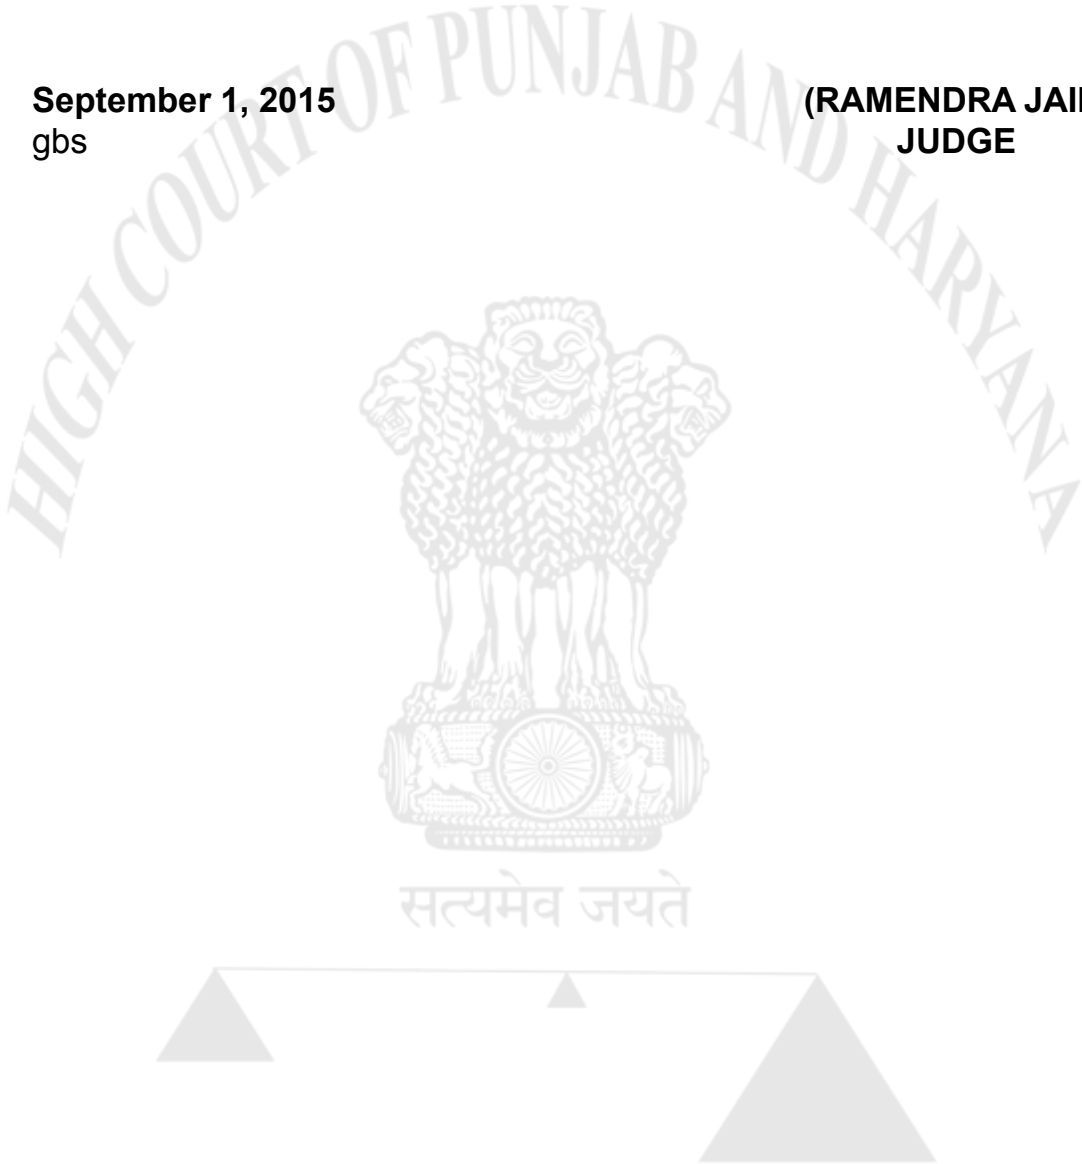 HIGH COURT OF PUNJAB AND HARYANA
September 1, 2015 (RAMENDRA JAI
gbs JUDGE
सत्यमेव जयते